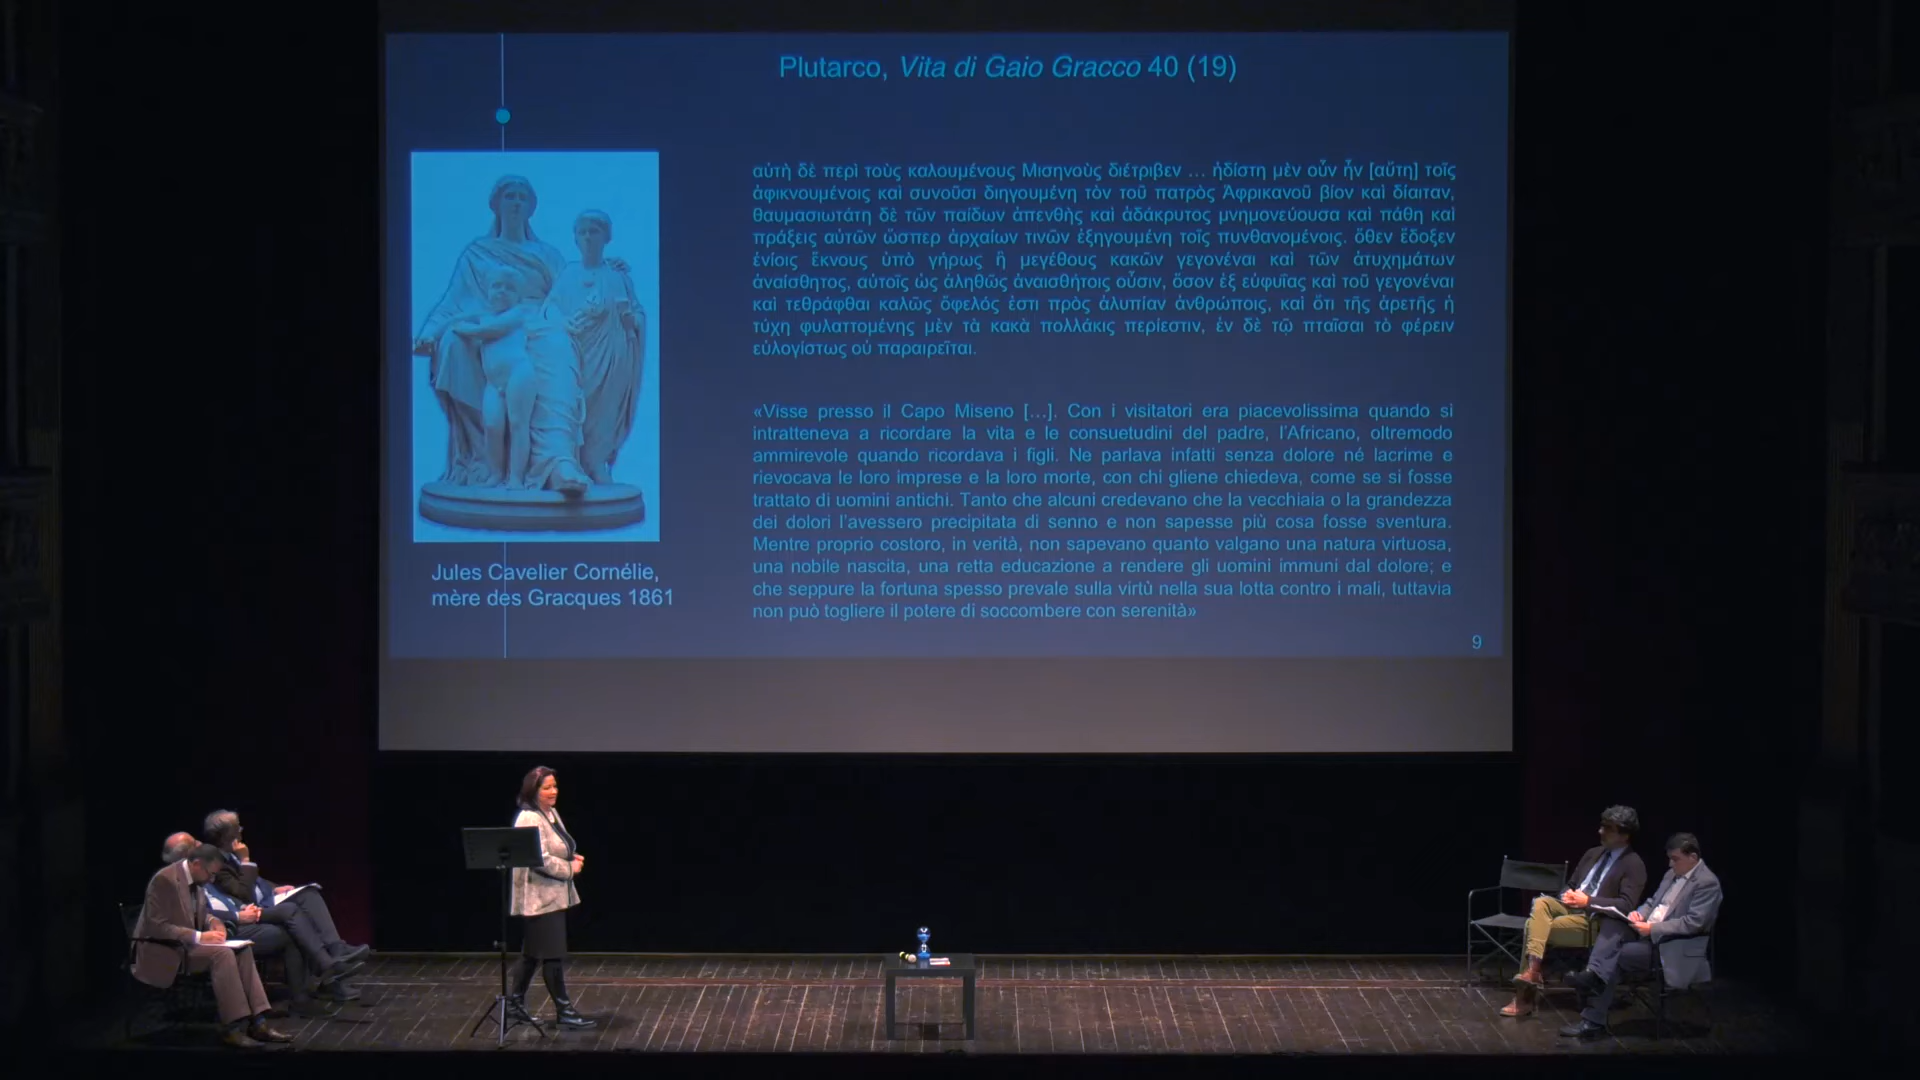 Plutarco, Vita di Gaio Gracco 40 (19)
αὐτὴ δὲ περὶ τοὺς καλουμένους Μισηνοὺς διέτριβεν ... ἡδίστη μὲν οὖν ἦν [αὕτη] τοῖς
ἀφικνουμένοις καὶ συνοῦσι διηγουμένη τὸν τοῦ πατρὸς Ἀφρικανοῦ βίον καὶ δίαιταν,
θαυμασιωτάτη δὲ τῶν παίδων ἀπενθὴς καὶ ἀδάκρυτος μνημονεύουσα καὶ πάθη καὶ
πράξεις αὐτῶν ὥσπερ ἀρχαίων τινῶν ἐξηγουμένη τοῖς πυνθανομένοις. ὅθεν ἔδοξεν
ἐνίοις ἔκνους ὑπὸ γήρως ἢ μεγέθους κακῶν γεγονέναι καὶ τῶν ἀτυχημάτων
ἀναίσθητος, αὐτοῖς ὡς ἀληθῶς ἀναισθήτοις οὖσιν, ὅσον ἐξ εὐφυΐας καὶ τοῦ γεγονέναι
καὶ τεθράφθαι καλῶς ὄφελός ἐστι πρὸς ἀλυπίαν ἀνθρώποις, καὶ ὅτι τῆς ἀρετῆς ἡ
τύχη φυλαττομένης μὲν τὰ κακὰ πολλάκις περίεστιν, ἐν δὲ τῷ πταῖσαι τὸ φέρειν
εὐλογίστως οὐ παραιρεῖται.
«Visse presso il Capo Miseno [...]. Con i visitatori era piacevolissima quando si
intratteneva a ricordare la vita e le consuetudini del padre, l'Africano, oltremodo
ammirevole quando ricordava i figli. Ne parlava infatti senza dolore né lacrime e
rievocava le loro imprese e la loro morte, con chi gliene chiedeva, come se si fosse
trattato di uomini antichi. Tanto che alcuni credevano che la vecchiaia o la grandezza
dei dolori l'avessero precipitata di senno e non sapesse più cosa fosse sventura.
Mentre proprio costoro, in verità, non sapevano quanto valgano una natura virtuosa,
una nobile nascita, una retta educazione a rendere gli uomini immuni dal dolore; e
che seppure la fortuna spesso prevale sulla virtù nella sua lotta contro i mali, tuttavia
non può togliere il potere di soccombere con serenità»
Jules Cavelier Cornélie,
mère des Gracques 1861
9